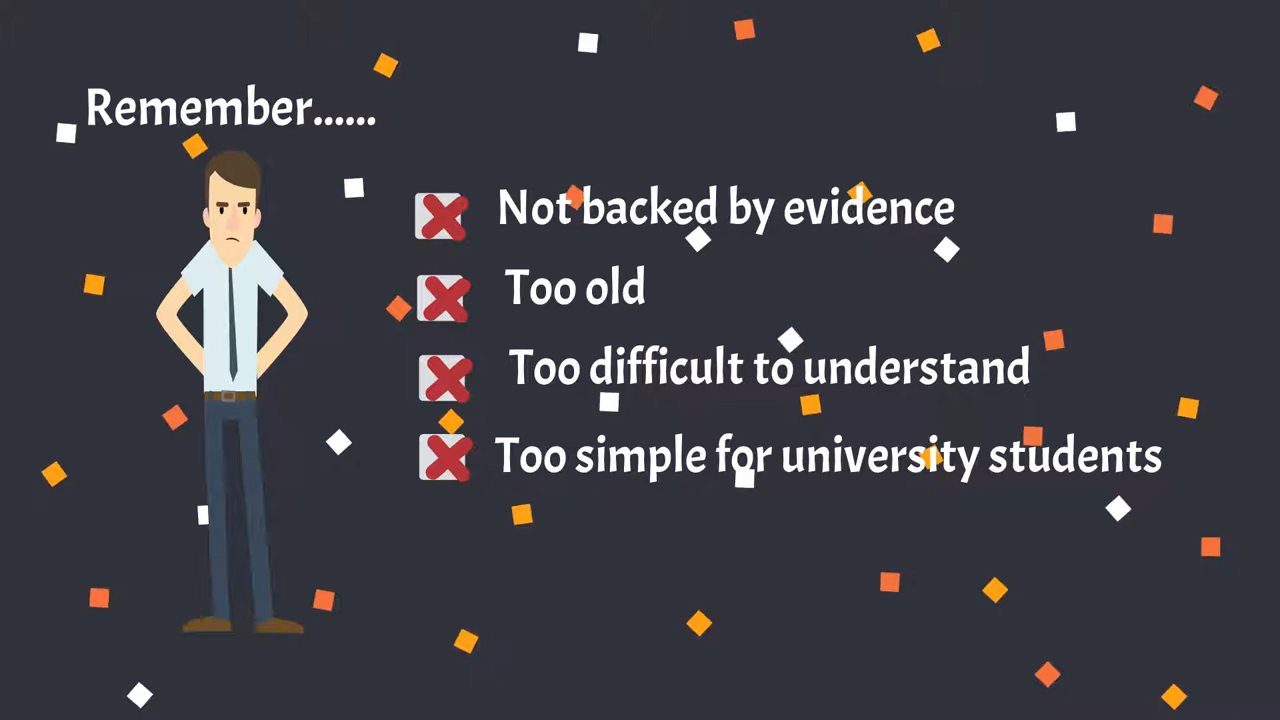 Remember......
Not backed by evidence
Too old
Too difficult to understand
Too simple for university students